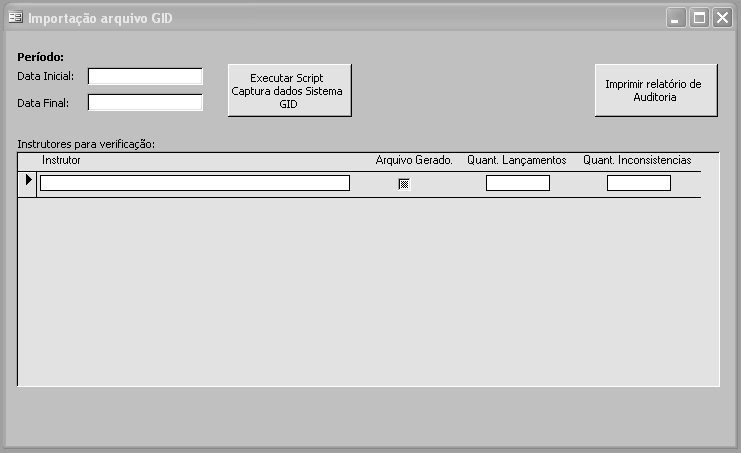 Importação arquivo GID
Período:
Data Inicial:
Data Final:
Executar Script
Captura dados Sistema
GID
Imprimir relatório de
Auditoria
Instrutores para verificação:
Instrutor Arquivo Gerado. Quant. Lançamentos Quant. Inconsistencias